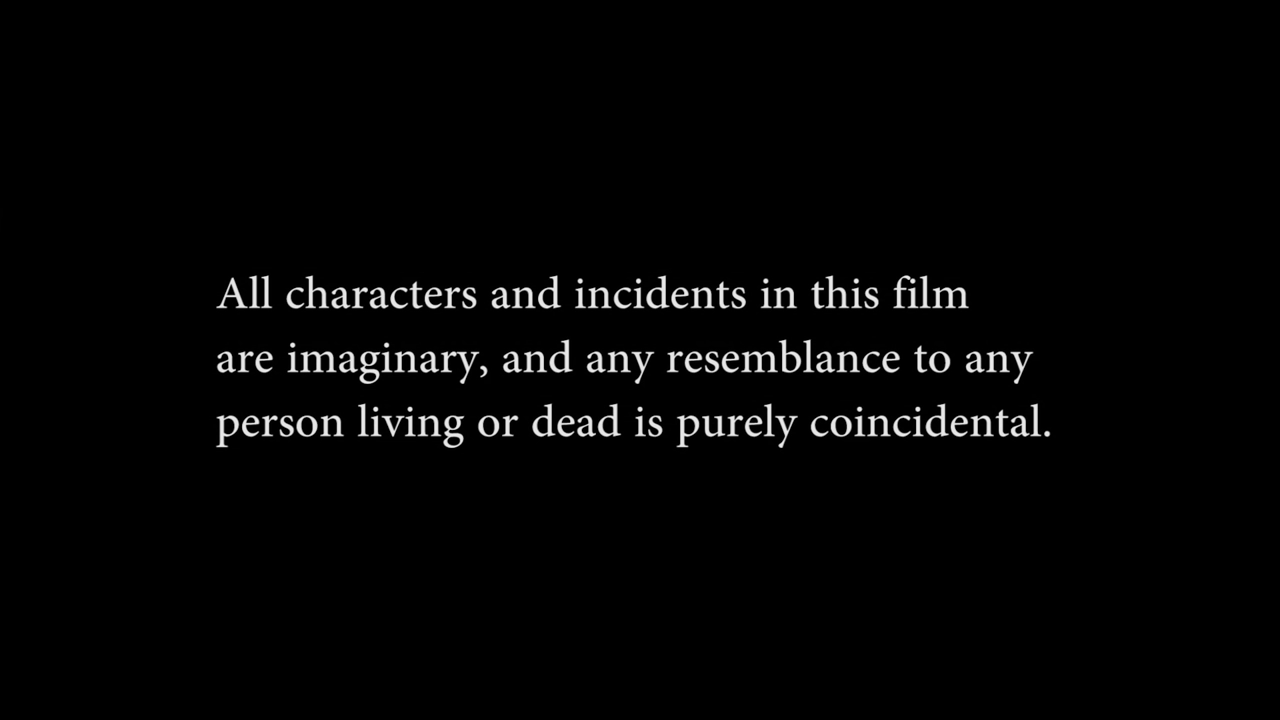 All characters and incidents in this film
are imaginary, and any resemblance to any
person living or dead is purely coincidental.